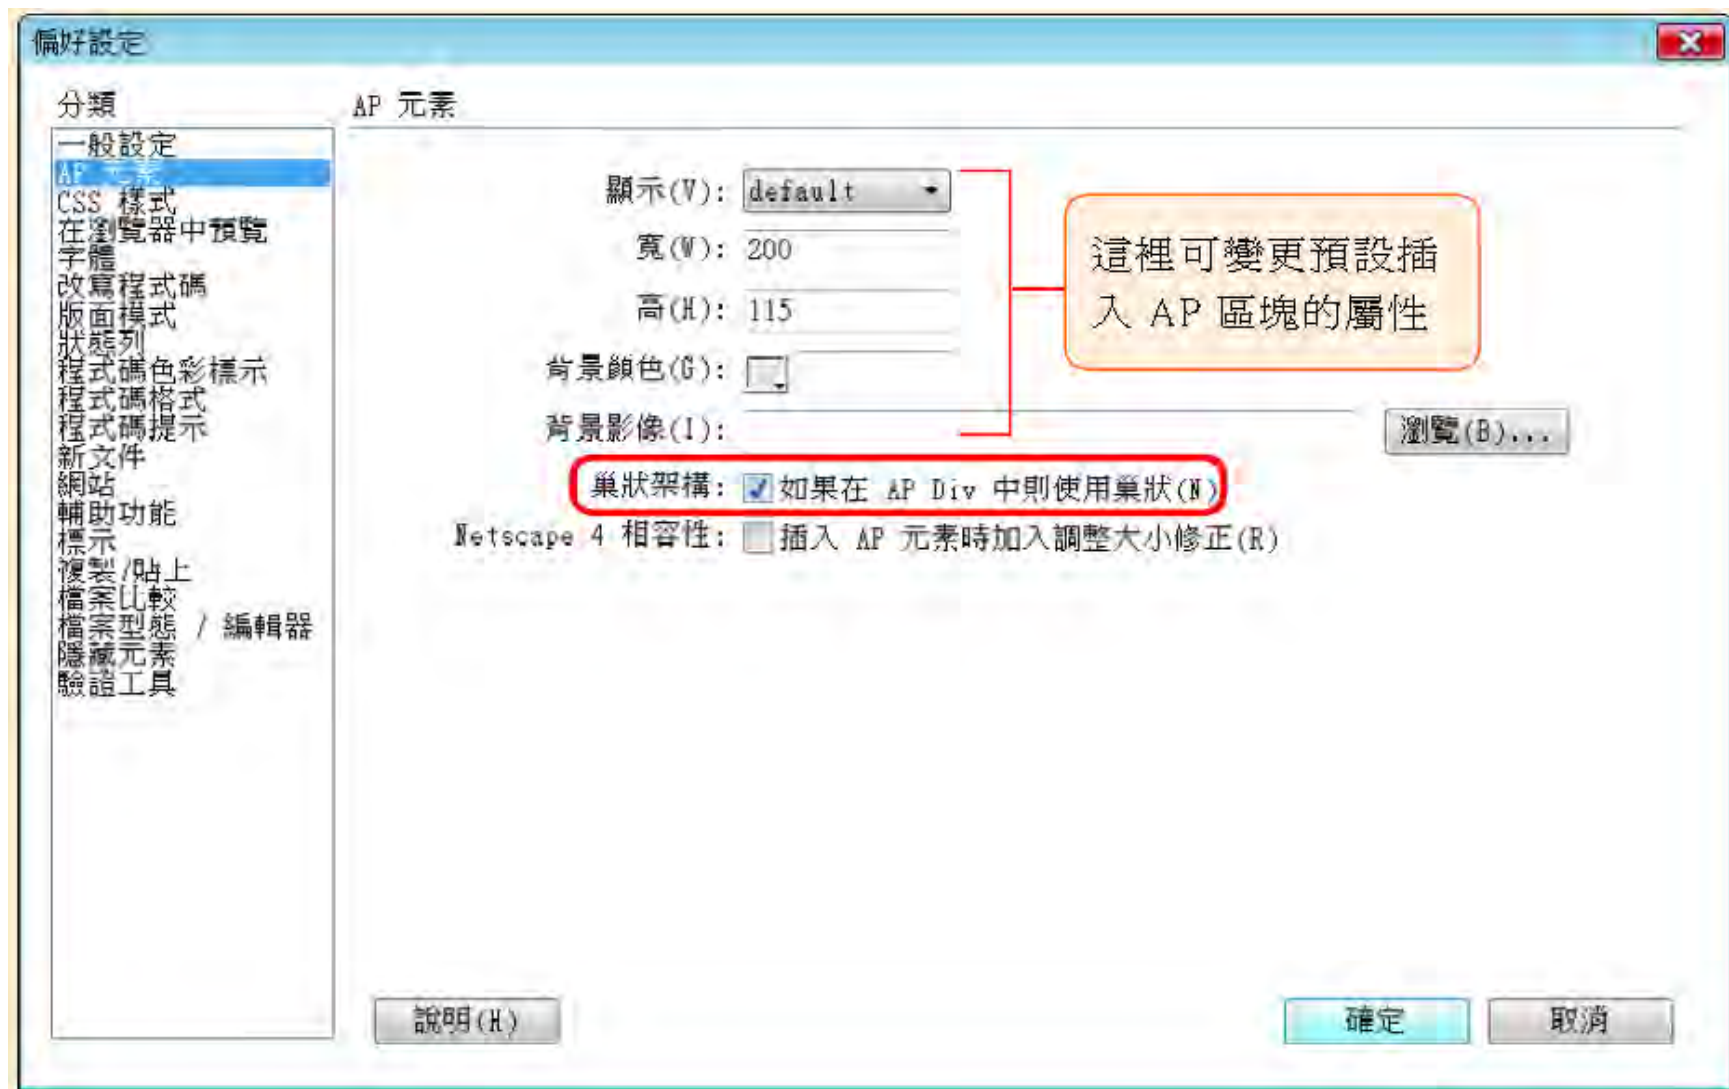 偏好設定
分類
一般設定
AP 元素
CSS 樣式
在瀏覽器中預覽
字體
改寫程式碼
版面模式
狀態列
程式碼色彩標示
程式碼格式
程式碼提示
新文件
網站
輔助功能
標示
複製/貼上
檔案比較
檔案型態 / 編輯器
隱藏元素
驗證工具
AP 元素
顯示(V): default
寬(W): 200
高(H): 115
背景顏色(G):
背景影像(I):
瀏覽(B)...
巢狀架構: 如果在 AP Div 中則使用巢狀(N)
Netscape 4 相容性: 插入 AP 元素時加入調整大小修正(R)
這裡可變更預設插
入 AP 區塊的屬性
說明(H)
確定
取消